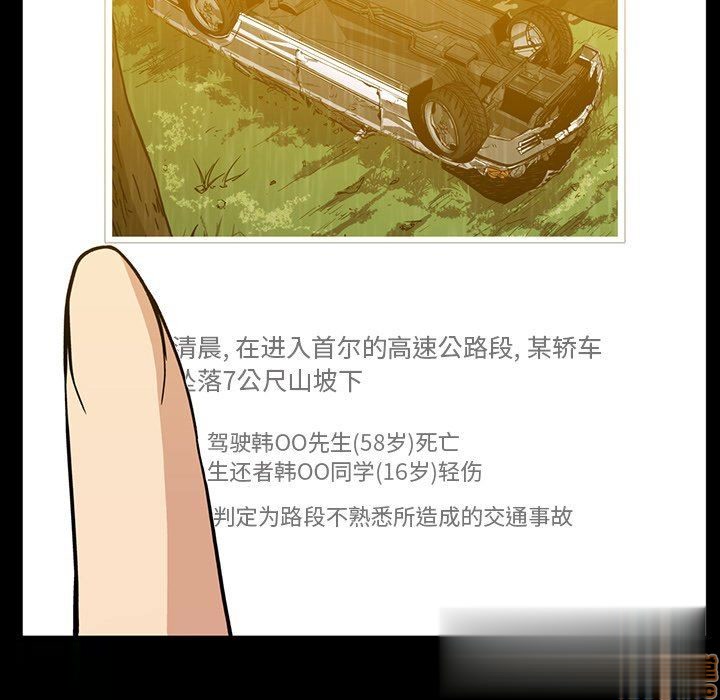 清晨, 在进入首尔的高速公路段, 某轿车
坠落7公尺山坡下
驾驶韩OO先生(58岁)死亡
生还者韩OO同学(16岁)轻伤
判定为路段不熟悉所造成的交通事故